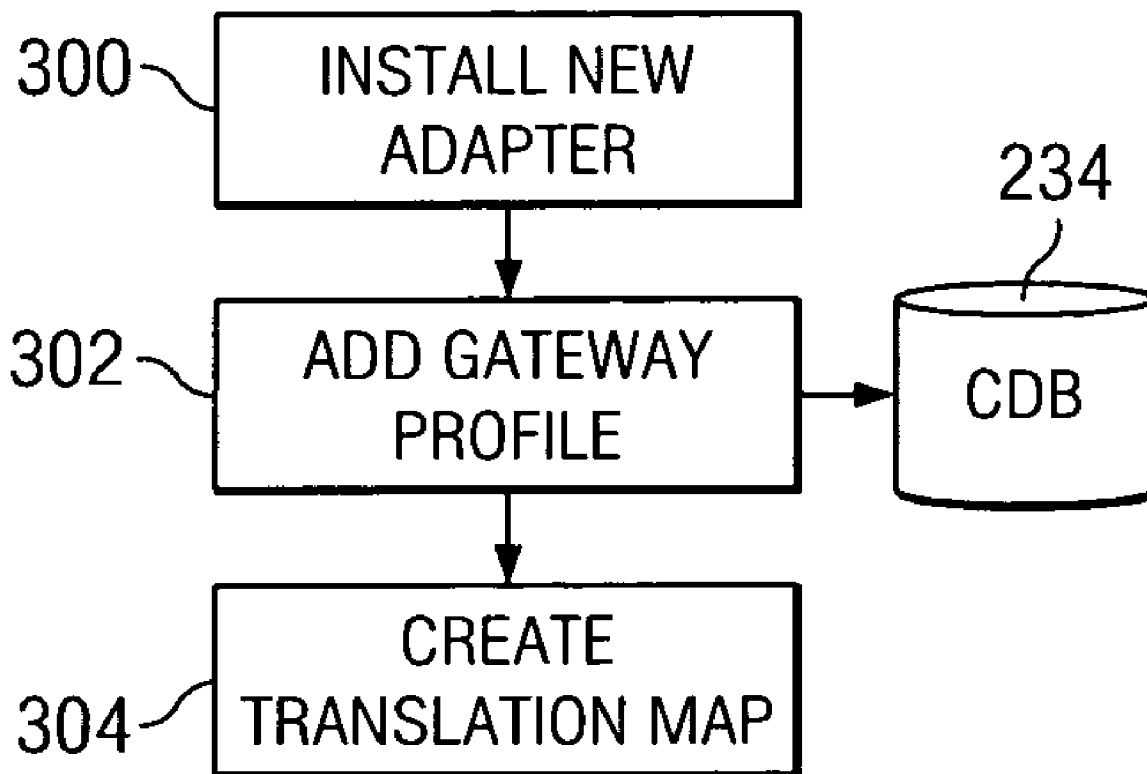 300
INSTALL NEW
ADAPTER
234
302
ADD GATEWAY
PROFILE
CDB
304
CREATE
TRANSLATION MAP